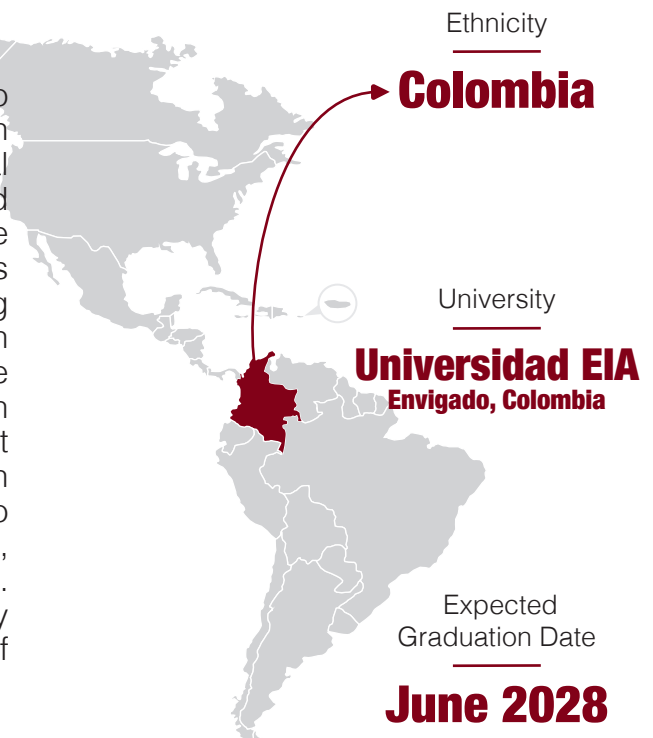 Ethnicity
Colombia
University
Universidad EIA
Envigado, Colombia
Expected
Graduation Date
June 2028